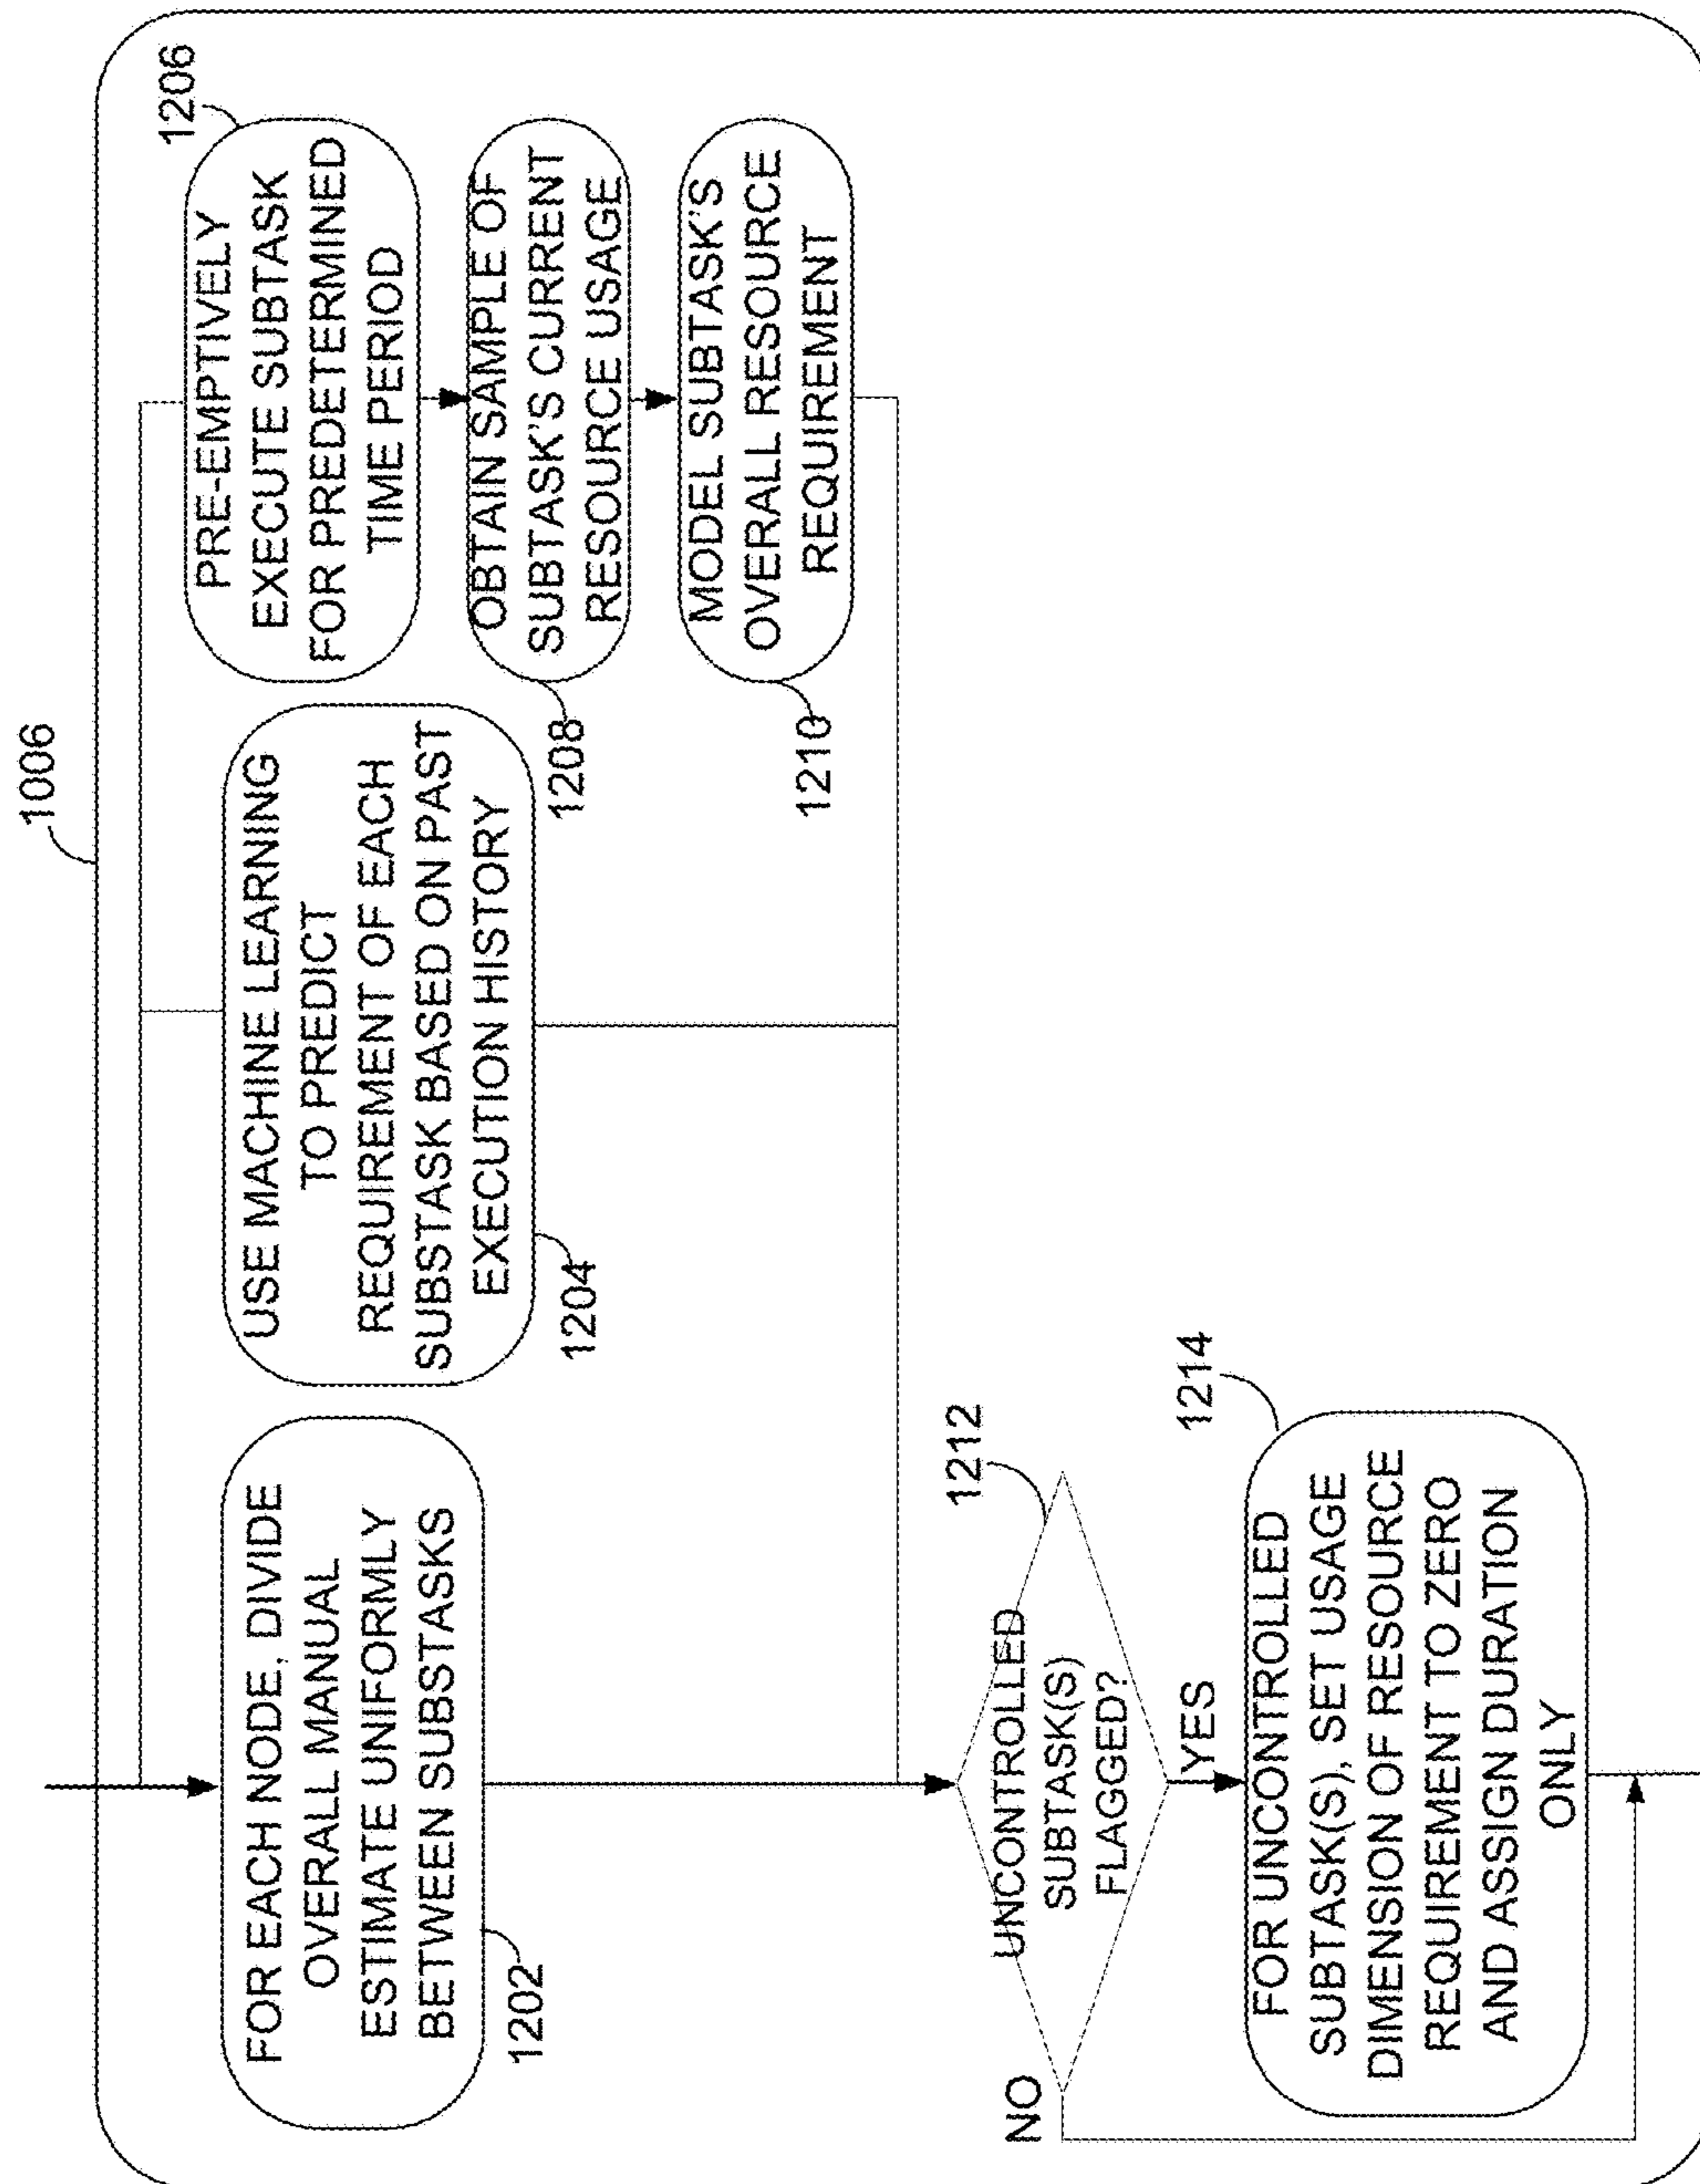 1006
FOR EACH NODE, DIVIDE
OVERALL MANUAL
ESTIMATE UNIFORMLY
BETWEEN SUBSTASKS
1202
USE MACHINE LEARNING
TO PREDICT
REQUIREMENT OF EACH
SUBSTASK BASED ON PAST
EXECUTION HISTORY
1204
1206
PRE-EMPTIVELY
EXECUTE SUBTASK
FOR PREDETERMINED
TIME PERIOD
OBTAIN SAMPLE OF
SUBTASK'S CURRENT
RESOURCE USAGE
1208
MODEL SUBTASK'S
OVERALL RESOURCE
REQUIREMENT
1210
1212
UNCONTROLLED
SUBTASK(S)
FLAGGED?
NO
YES
1214
FOR UNCONTROLLED
SUBTASK(S), SET USAGE
DIMENSION OF RESOURCE
REQUIREMENT TO ZERO
AND ASSIGN DURATION
ONLY